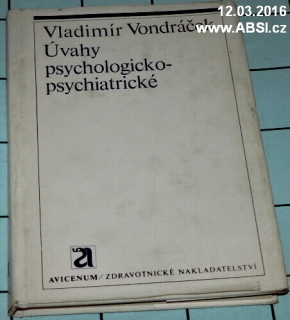 12.03.2016
www.ABSI.cz
Vladimír Vondráček
Úvahy
psychologicko-
psychiatrické
AVICENUM/ZDRAVOTNICKÉ NAKLADATELSTVÍ